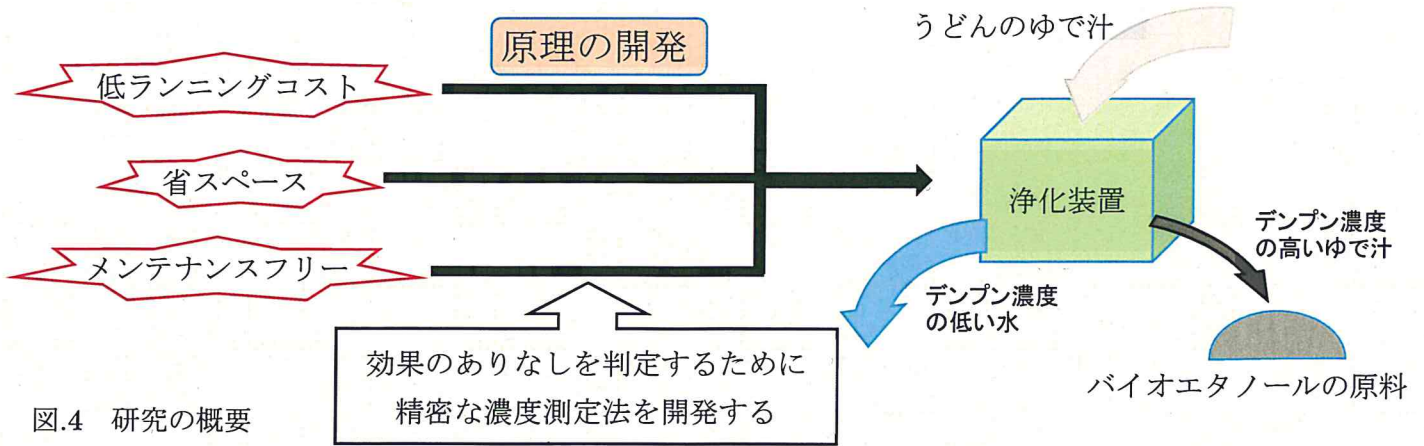 原理の開発
うどんのゆで汁
低ランニングコスト
省スペース
メンテナンスフリー
浄化装置
デンプン濃度
の高いゆで汁
デンプン濃度
の低い水
効果のありなしを判定するために
精密な濃度測定法を開発する
バイオエタノールの原料
図.4 研究の概要